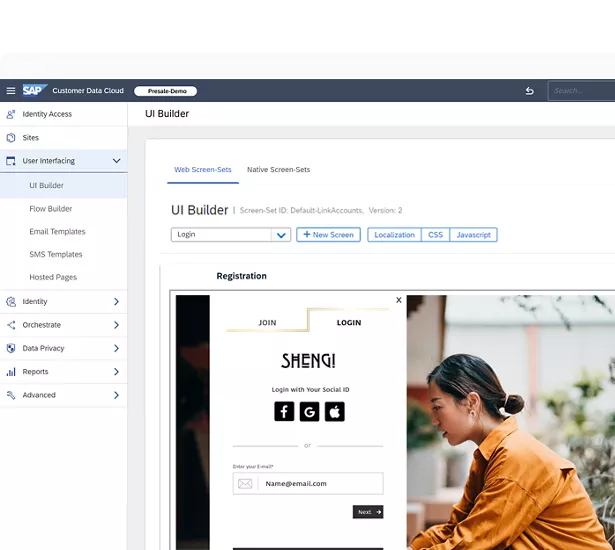 SAP Customer Data Cloud Presale-Demo Search...
Identity Access
Sites
User Interfacing
UI Builder
Flow Builder
Email Templates
SMS Templates
Hosted Pages
Identity
Orchestrate
Data Privacy
Reports
Advanced
UI Builder
Web Screen-Sets Native Screen-Sets
UI Builder | Screen-Set ID: Default-LinkAccounts, Version: 2
Login + New Screen Localization CSS Javascript
Registration
X
JOIN LOGIN
SHENGI
Login with Your Social ID
f G
or
Enter your E-mail*
Name@email.com
Next →